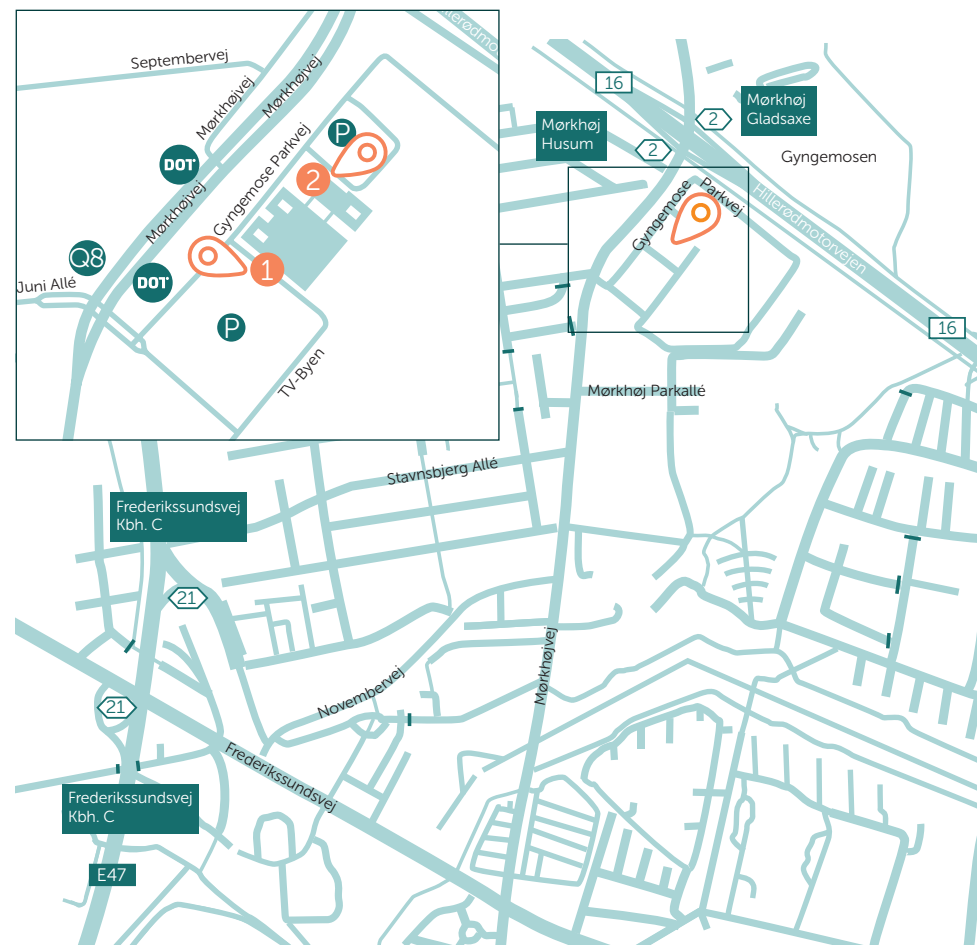 Septembervej
Mørkhøjvej
Mørkhøjvej
Mørkhøjvej
Gyngemose Parkvej
P
2
DOT
DOT
Q8
Juni Allé
1
P
TV-Byen
16
2
Mørkhøj
Gladsaxe
Mørkhøj
Husum
2
Gyngemosen
Gyngemose
Parkvej
Hillerødmotorvejen
16
Mørkhøj Parkallé
Stavnsbjerg Allé
Frederikssundsvej
Kbh. C
21
Mørkhøjvej
Novembervej
21
Frederikssundsvej
Frederikssundsvej
Kbh. C
E47